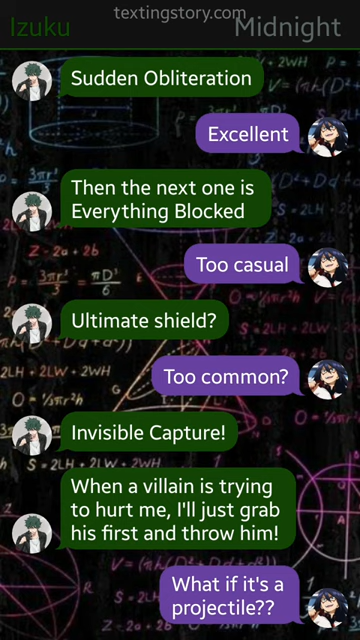 textingstory.com
Izuku
Midnight
Sudden Obliteration
Excellent
Then the next one is
Everything Blocked
Too casual
Ultimate shield?
Too common?
Invisible Capture!
When a villain is trying
to hurt me, I'll just grab
his first and throw him!
What if it's a
projectile??